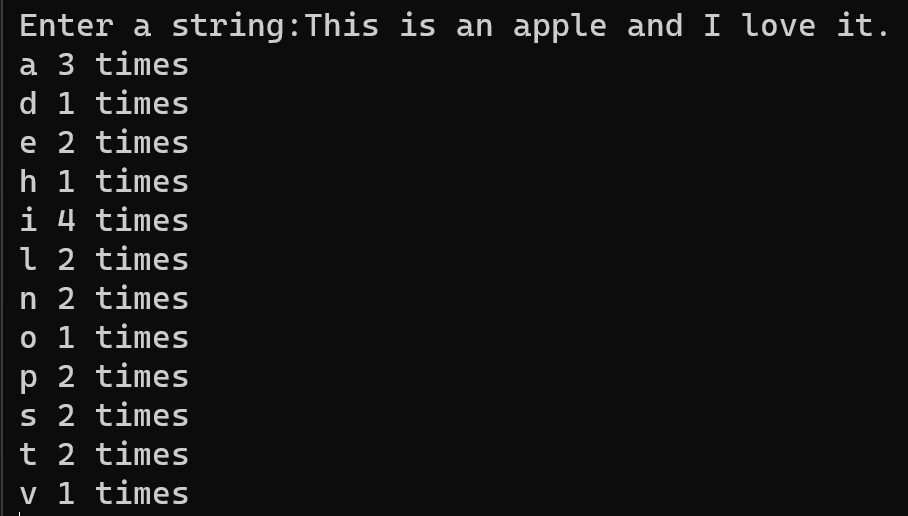 Enter a string:This is an apple and I love it.
a 3 times
d 1 times
e 2 times
h 1 times
i 4 times
l 2 times
n 2 times
o 1 times
p 2 times
s 2 times
t 2 times
v 1 times